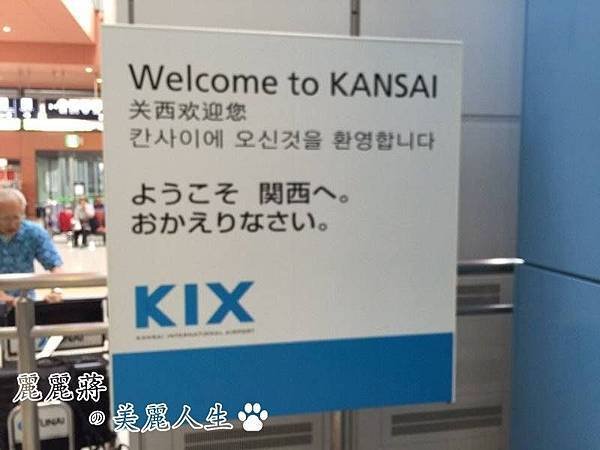 Welcome to KANSAI
关西欢迎您
칸사이에 오신것을 환영합니다
ようこそ 関西へ。
おかえりなさい。
KIX
KANSAI INTERNATIONAL AIRPORT
麗麗蔣
の美麗人生